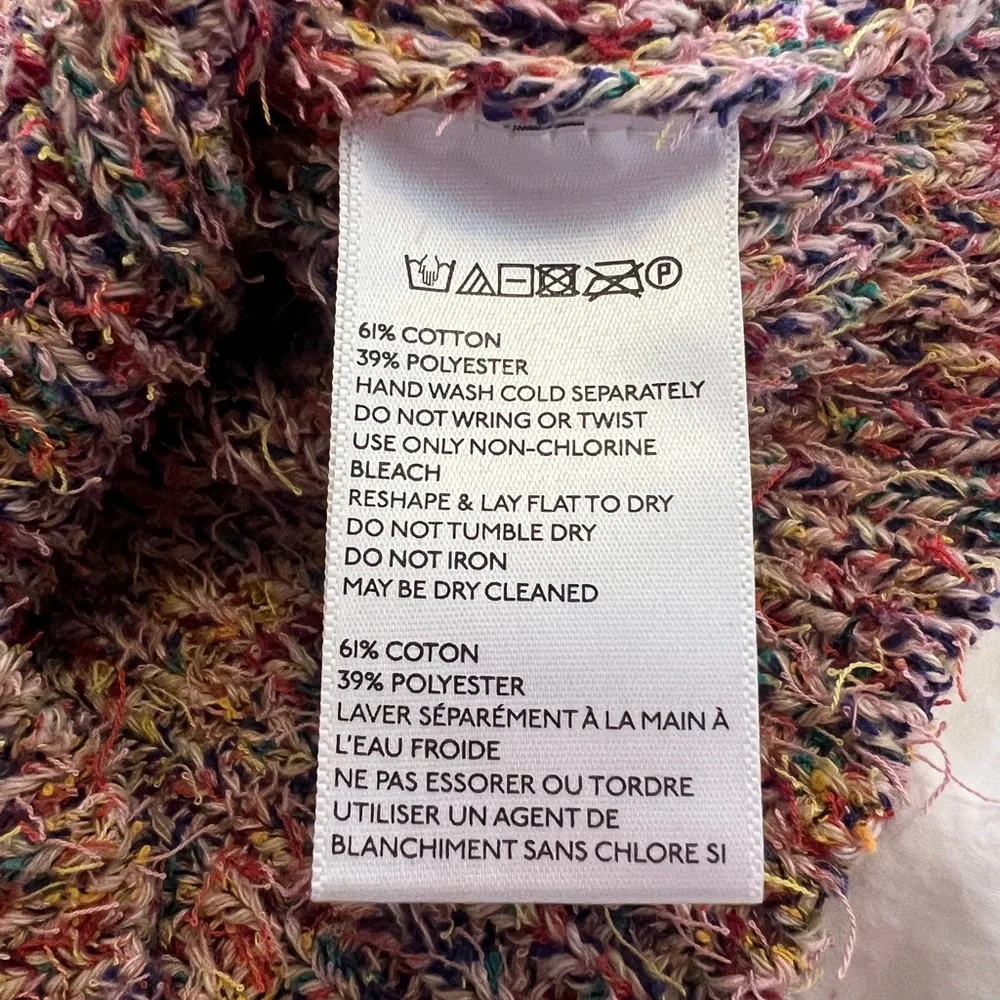 P
61% COTTON
39% POLYESTER
HAND WASH COLD SEPARATELY
DO NOT WRING OR TWIST
USE ONLY NON-CHLORINE
BLEACH
RESHAPE & LAY FLAT TO DRY
DO NOT TUMBLE DRY
DO NOT IRON
MAY BE DRY CLEANED
61% COTON
39% POLYESTER
LAVER SÉPARÉMENT À LA MAIN À
L'EAU FROIDE
NE PAS ESSORER OU TORDRE
UTILISER UN AGENT DE
BLANCHIMENT SANS CHLORE SI